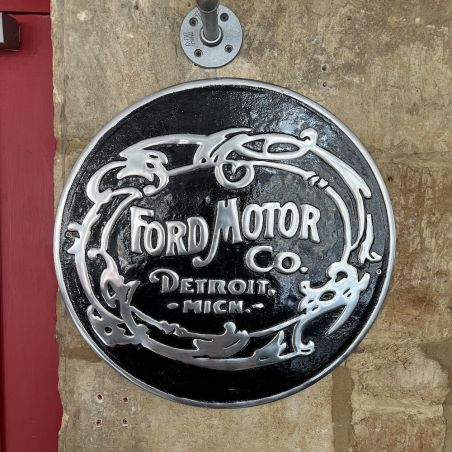 FORD MOTOR
CO.
DETROIT.
-MICH.-